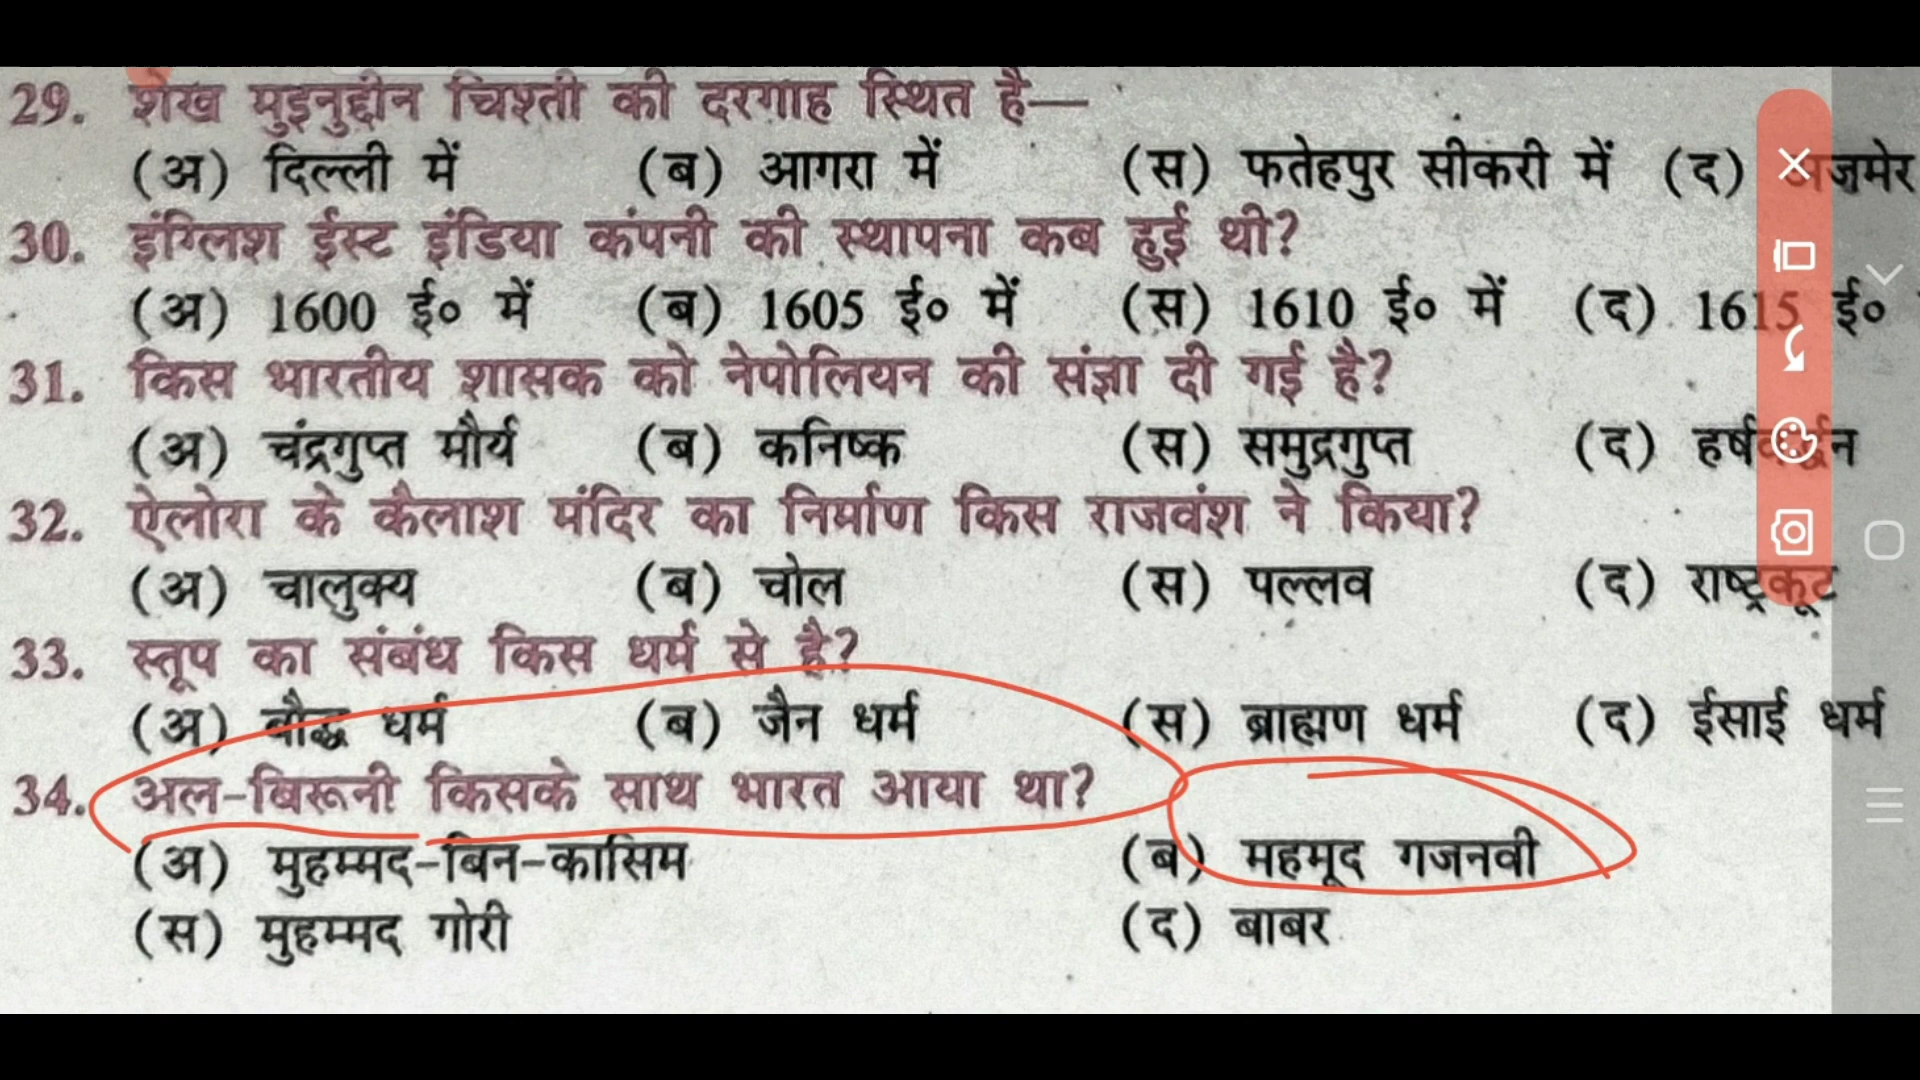 29. शेख मुइनुद्दीन चिश्ती की दरगाह स्थित है—
(अ) दिल्ली में (ब) आगरा में (स) फतेहपुर सीकरी में (द) अजमेर
30. इंग्लिश ईस्ट इंडिया कंपनी की स्थापना कब हुई थी?
(अ) 1600 ई० में (ब) 1605 ई० में (स) 1610 ई० में (द) 1615 ई०
31. किस भारतीय शासक को नेपोलियन की संज्ञा दी गई है?
(अ) चंद्रगुप्त मौर्य (ब) कनिष्क (स) समुद्रगुप्त (द) हर्षवर्द्धन
32. ऐलोरा के कैलाश मंदिर का निर्माण किस राजवंश ने किया?
(अ) चालुक्य (ब) चोल (स) पल्लव (द) राष्ट्रकूट
33. स्तूप का संबंध किस धर्म से है?
(अ) बौद्ध धर्म (ब) जैन धर्म (स) ब्राह्मण धर्म (द) ईसाई धर्म
34. अल-बिरूनी किसके साथ भारत आया था?
(अ) मुहम्मद-बिन-कासिम (ब) महमूद गजनवी
(स) मुहम्मद गोरी (द) बाबर